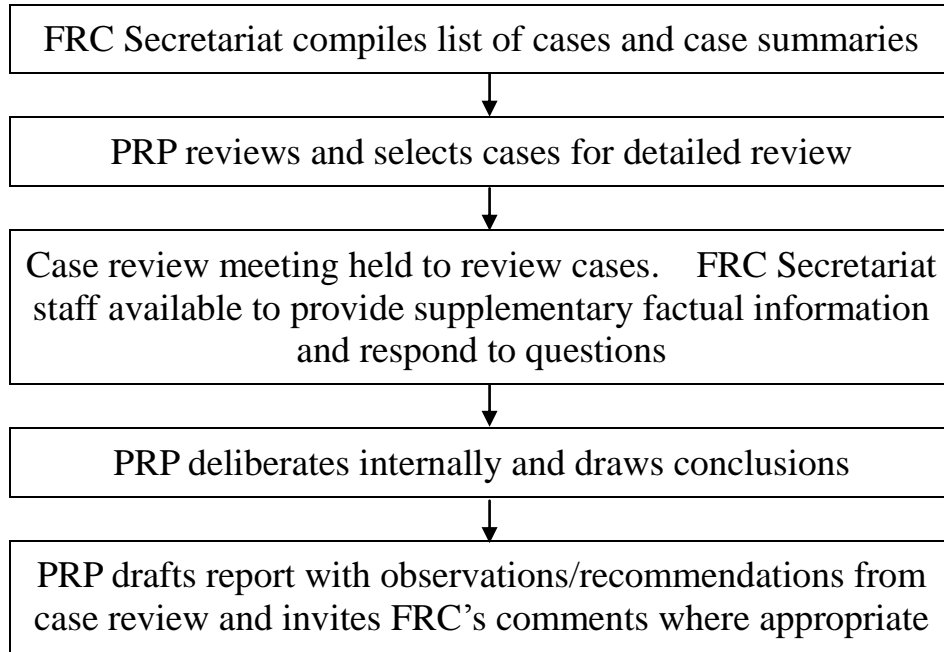 FRC Secretariat compiles list of cases and case summaries
PRP reviews and selects cases for detailed review
Case review meeting held to review cases.    FRC Secretariat
staff available to provide supplementary factual information
and respond to questions
PRP deliberates internally and draws conclusions
PRP drafts report with observations/recommendations from
case review and invites FRC’s comments where appropriate